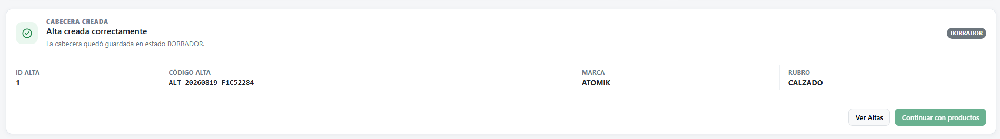 CABECERA CREADA
Alta creada correctamente
La cabecera quedó guardada en estado BORRADOR.
BORRADOR
ID ALTA
1
CÓDIGO ALTA
ALT-20260819-F1C52284
MARCA
ATOMIK
RUBRO
CALZADO
Ver Altas
Continuar con productos